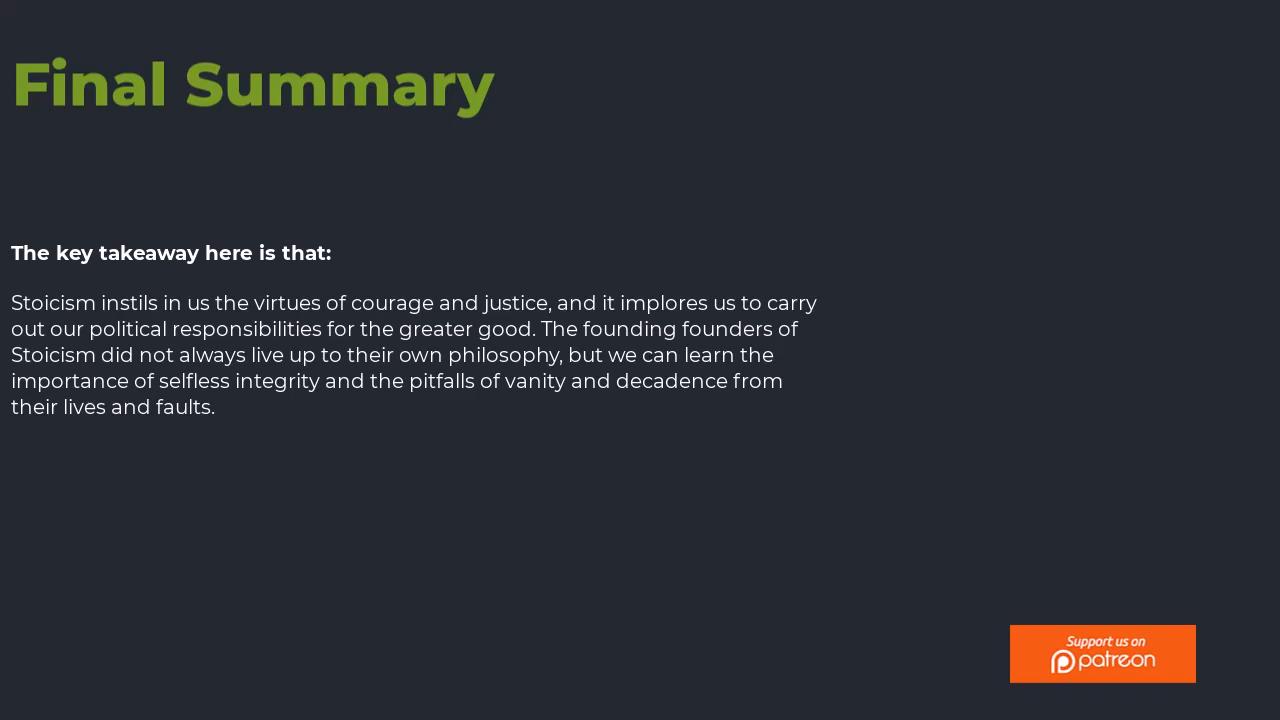 Final Summary
The key takeaway here is that:
Stoicism instils in us the virtues of courage and justice, and it implores us to carry
out our political responsibilities for the greater good. The founding founders of
Stoicism did not always live up to their own philosophy, but we can learn the
importance of selfless integrity and the pitfalls of vanity and decadence from
their lives and faults.
Support us on
patreon